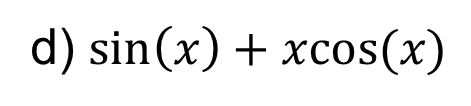 d) sin(x) + xcos(x)